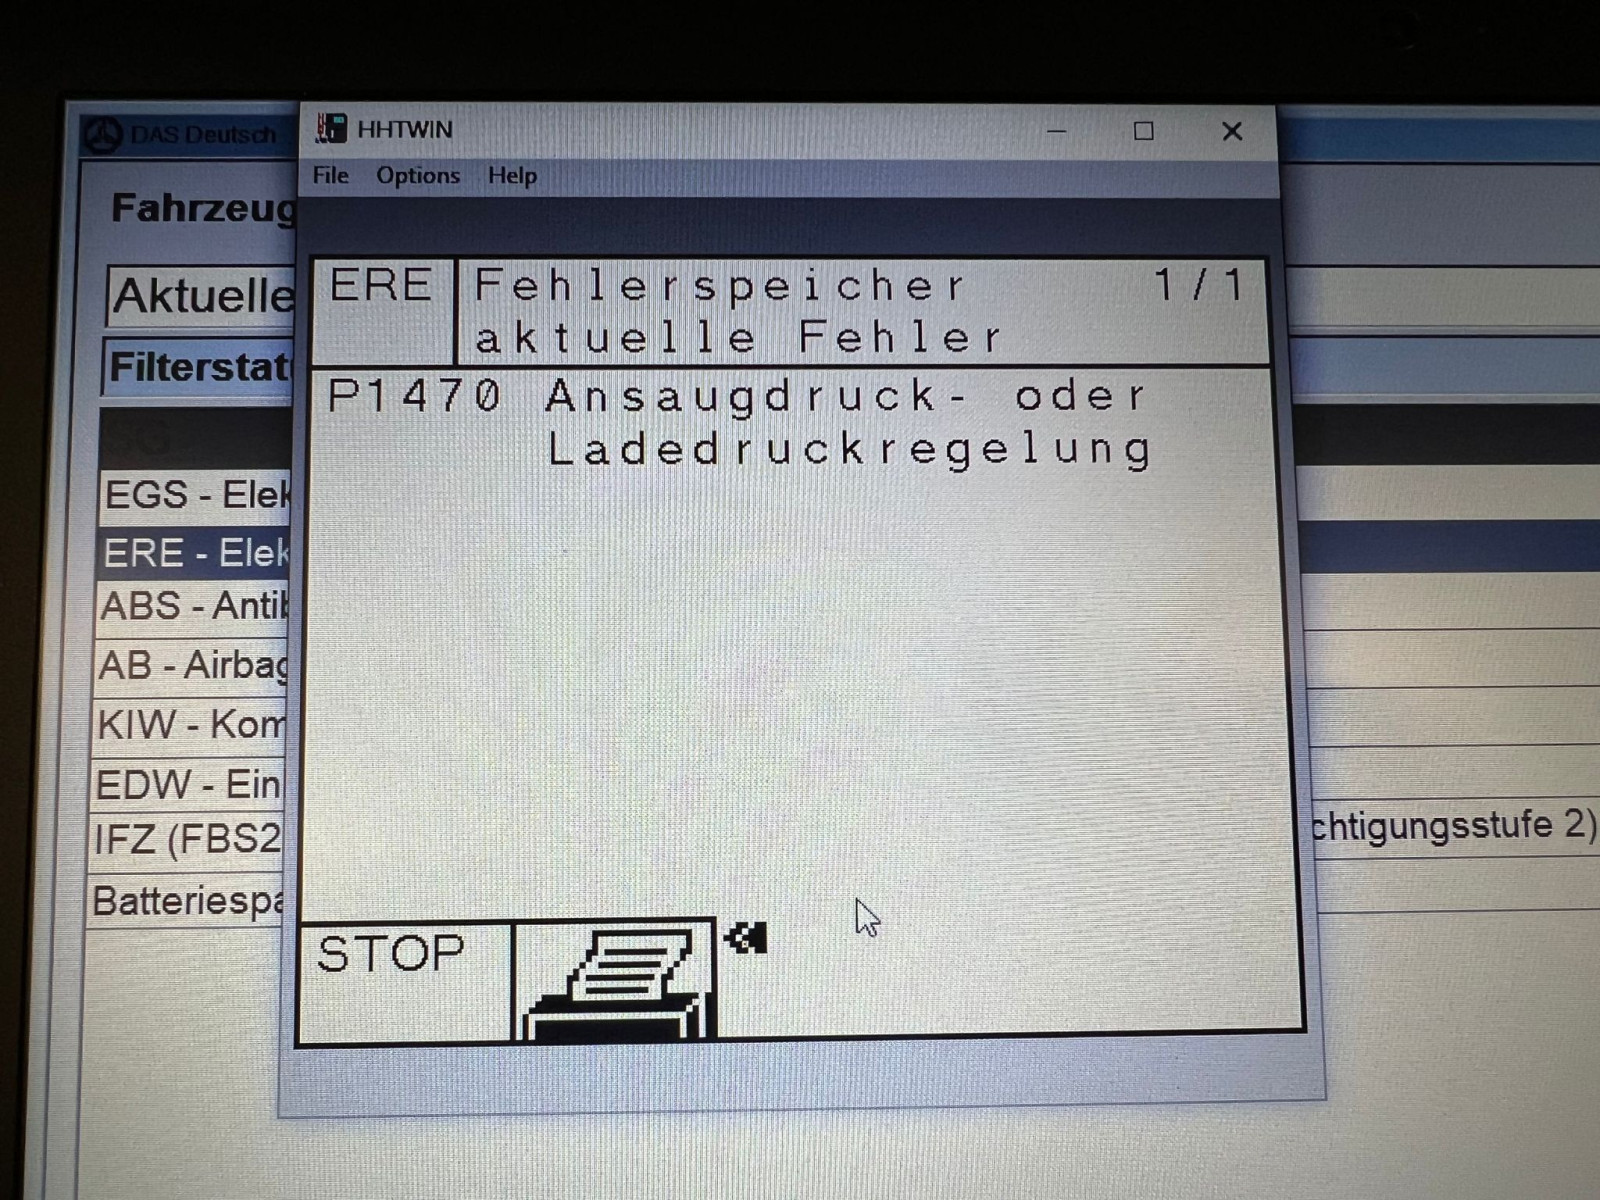 DAS Deutsch
HHTWIN
File Options Help
Fahrzeug
Aktuelle
Filterstat
ERE Fehlerspeicher 1/1
aktuelle Fehler
P1470 Ansaugdruck- oder
Ladedruckregelung
EGS - Elek
ERE - Elek
ABS - Antib
AB - Airbag
KIW - Kom
EDW - Ein
IFZ (FBS2
chtigungsstufe 2)
Batteriespa
STOP